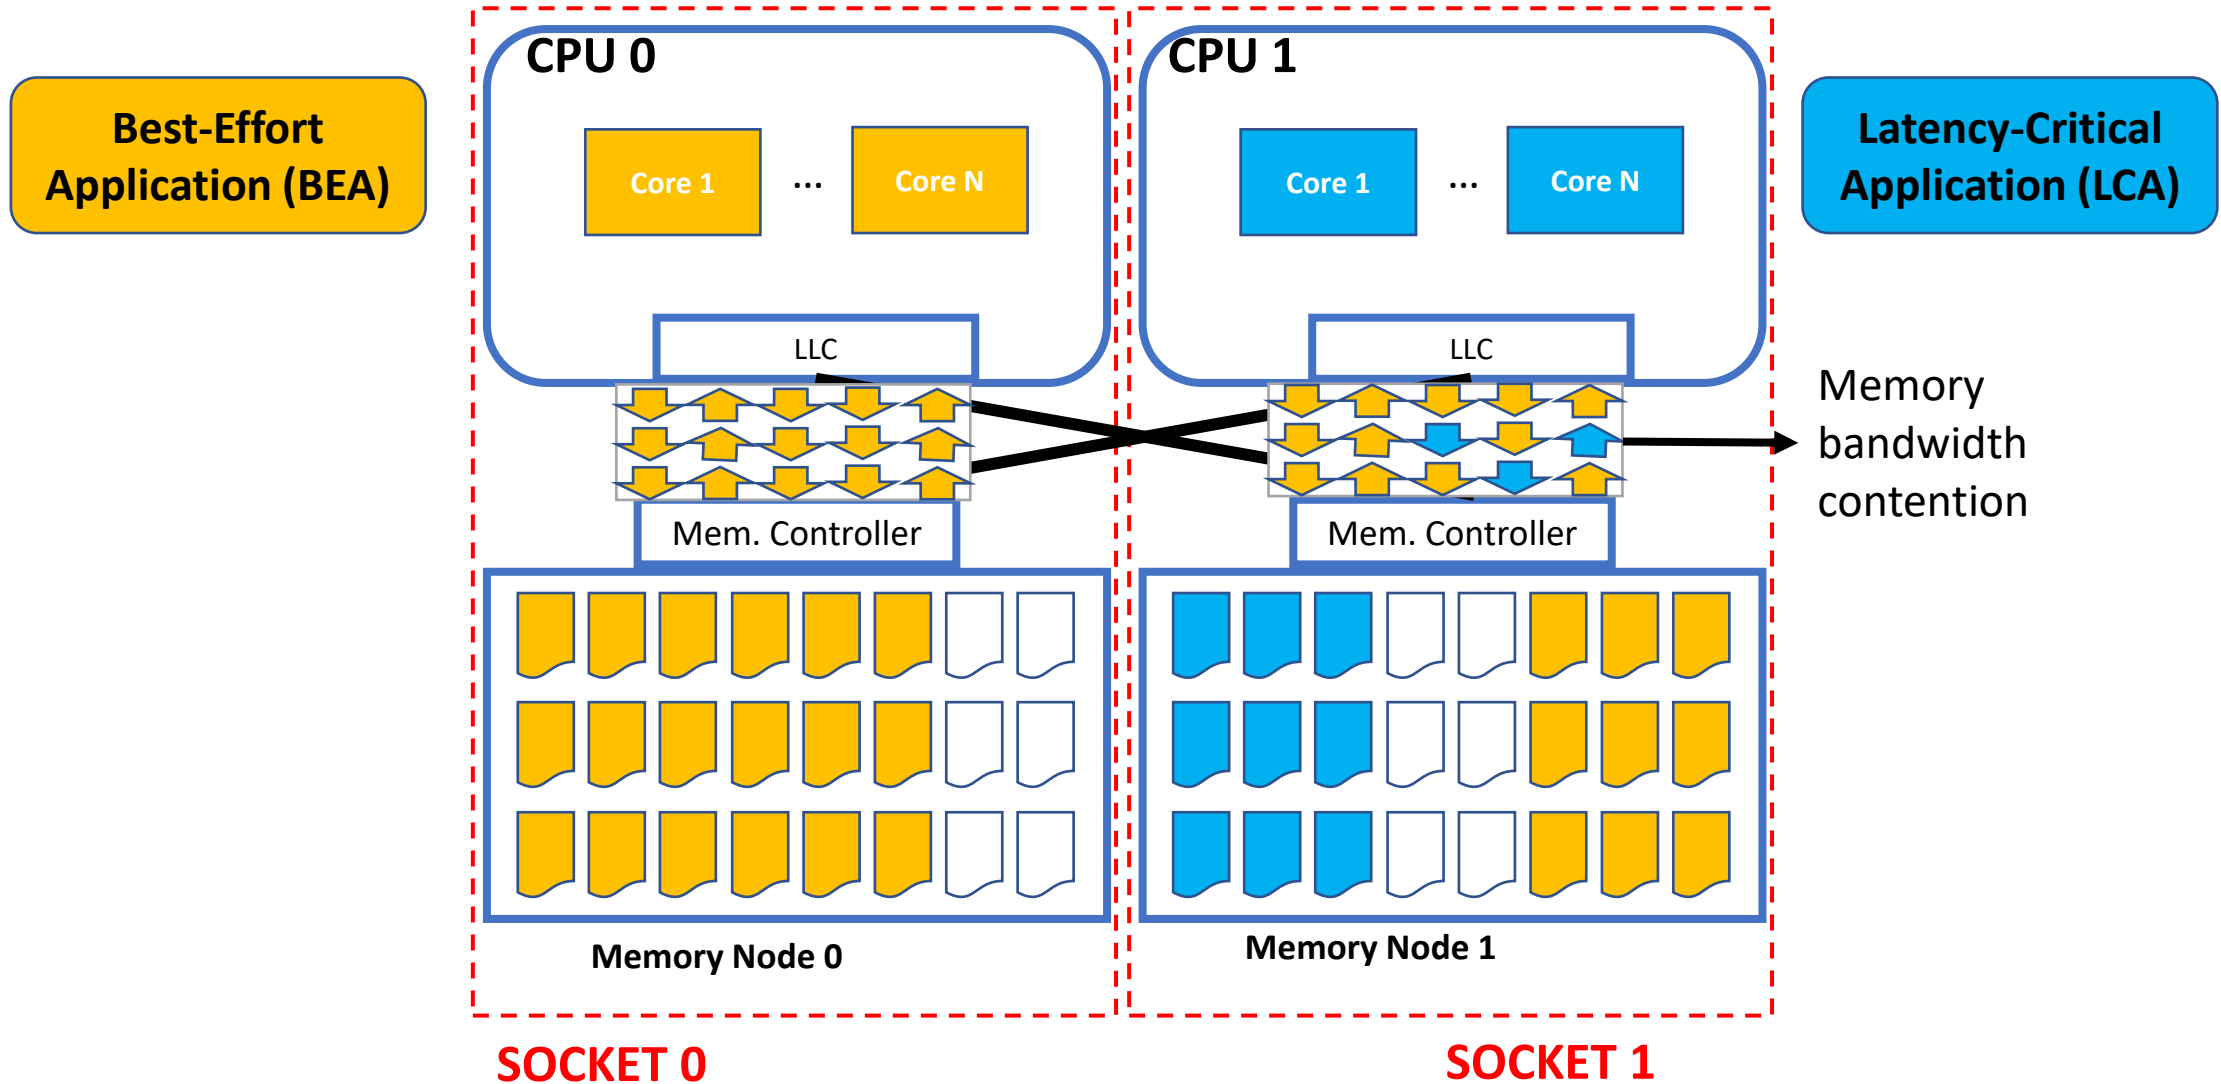 CPU 0
CPU 1
Best-Effort
Application (BEA)
Latency-Critical
Application (LCA)
Core 1
...
Core N
Core 1
...
Core N
LLC
LLC
Memory
bandwidth
contention
Mem. Controller
Mem. Controller
Memory Node 0
Memory Node 1
SOCKET 0
SOCKET 1